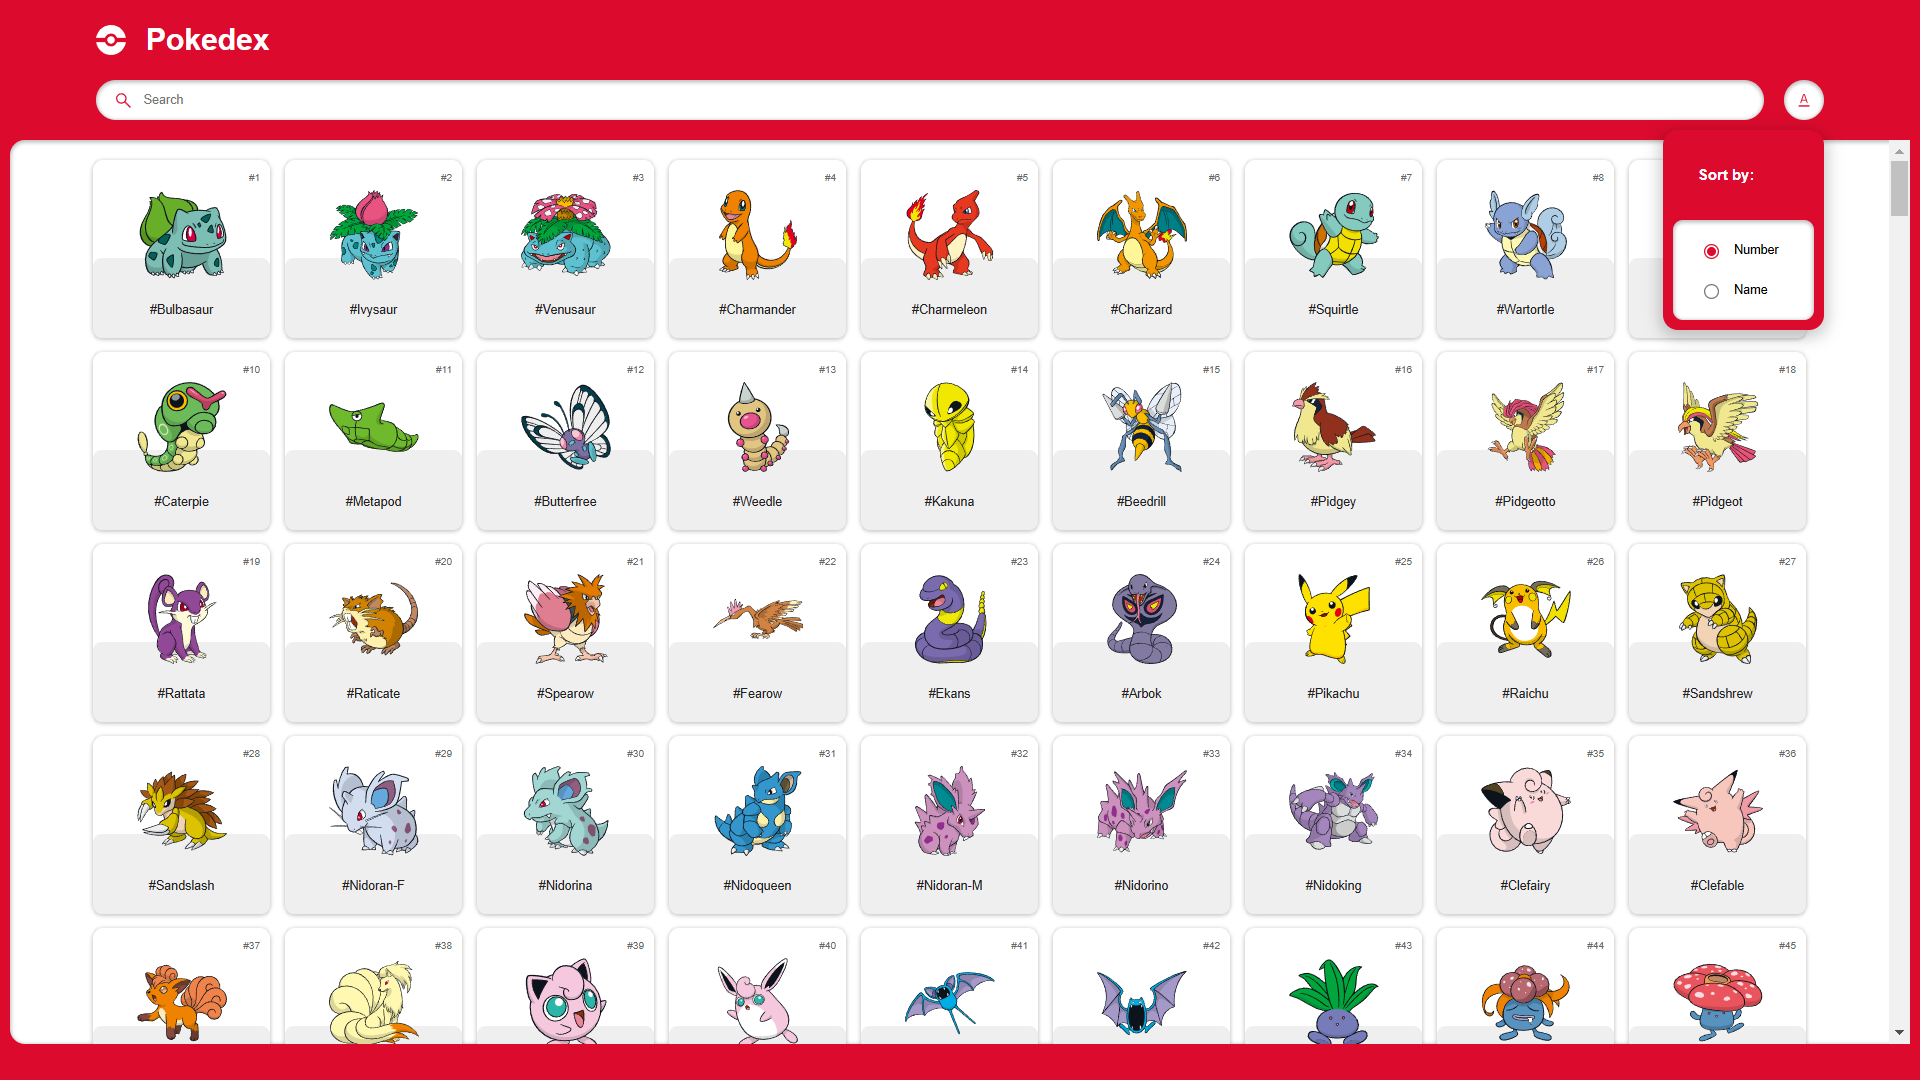 Pokedex
Search
A
Sort by:
Number
Name
#1 #2 #3 #4 #5 #6 #7 #8
#Bulbasaur #Ivysaur #Venusaur #Charmander #Charmeleon #Charizard #Squirtle #Wartortle
#10 #11 #12 #13 #14 #15 #16 #17 #18
#Caterpie #Metapod #Butterfree #Weedle #Kakuna #Beedrill #Pidgey #Pidgeotto #Pidgeot
#19 #20 #21 #22 #23 #24 #25 #26 #27
#Rattata #Raticate #Spearow #Fearow #Ekans #Arbok #Pikachu #Raichu #Sandshrew
#28 #29 #30 #31 #32 #33 #34 #35 #36
#Sandslash #Nidoran-F #Nidorina #Nidoqueen #Nidoran-M #Nidorino #Nidoking #Clefairy #Clefable
#37 #38 #39 #40 #41 #42 #43 #44 #45